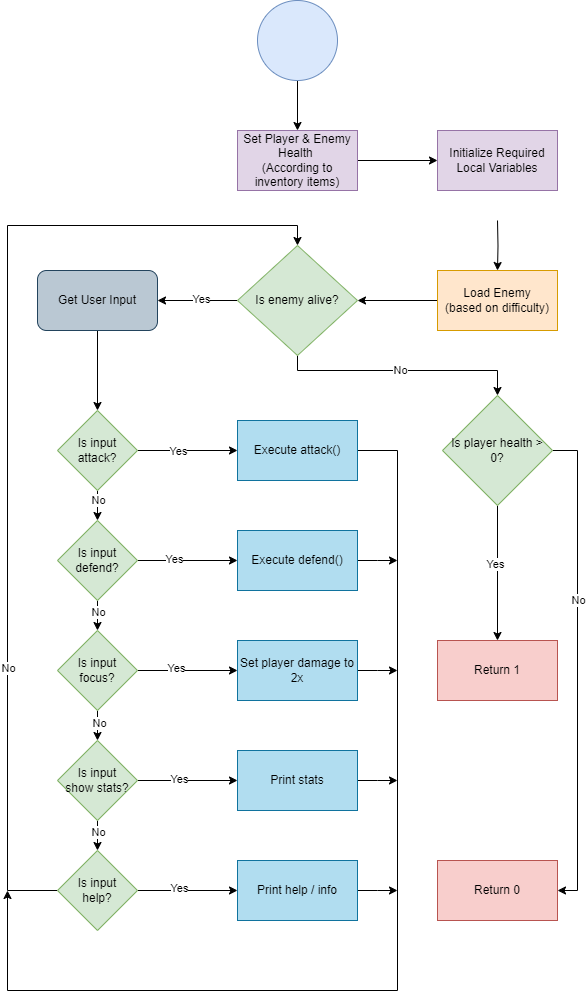 Set Player & Enemy
Health
(According to
inventory items)
Initialize Required
Local Variables
Get User Input
Yes
Is enemy alive?
Load Enemy
(based on difficulty)
No
Is input
attack?
Yes
Execute attack()
Is player health >
0?
No
Is input
defend?
Yes
Execute defend()
Yes
No
No
Is input
focus?
Yes
Set player damage to
2x
Return 1
No
No
Is input
show stats?
Yes
Print stats
No
Is input
help?
Yes
Print help / info
Return 0